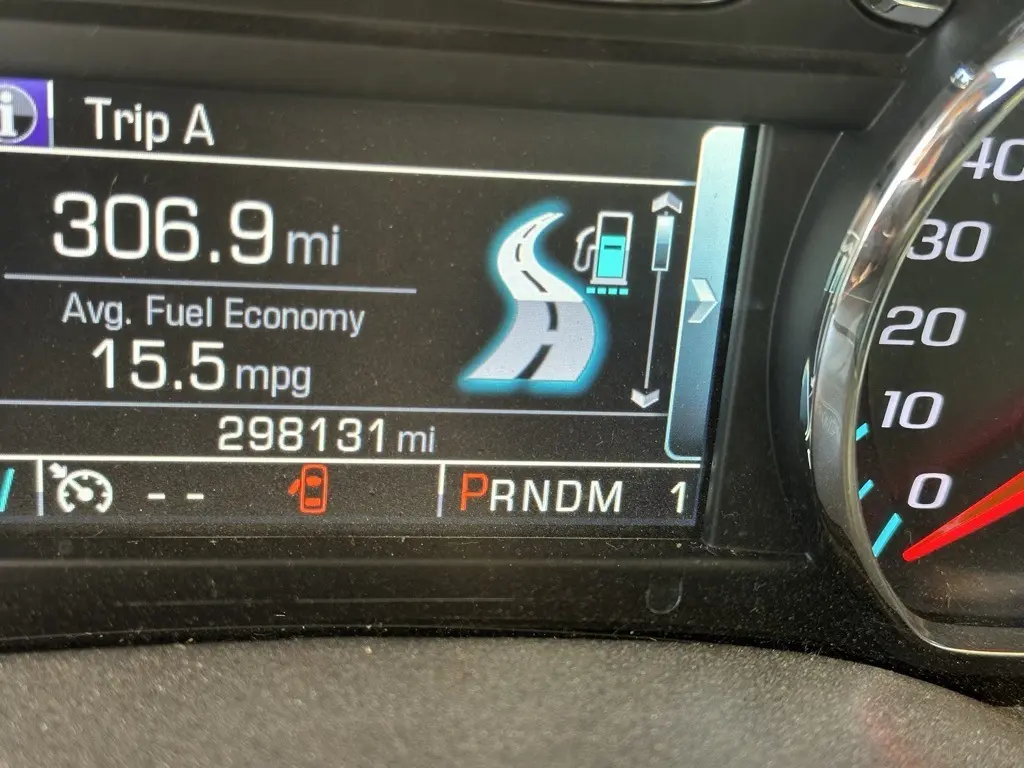 i Trip A
306.9 mi
Avg. Fuel Economy
15.5 mpg
298131 mi
-- PRNDM 1
40
30
20
10
0